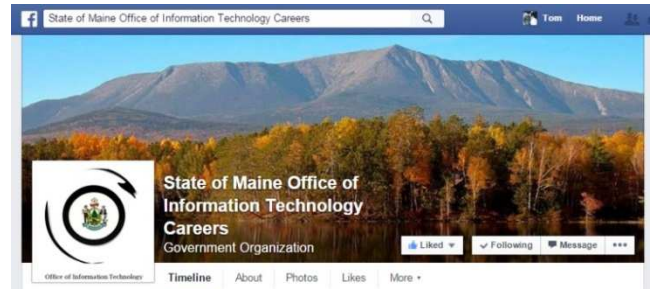 State of Maine Office of Information Technology Careers
Tom Home
State of Maine Office of
Information Technology
Careers
Government Organization
Liked Following Message
Office of Information Technology
Timeline About Photos Likes More